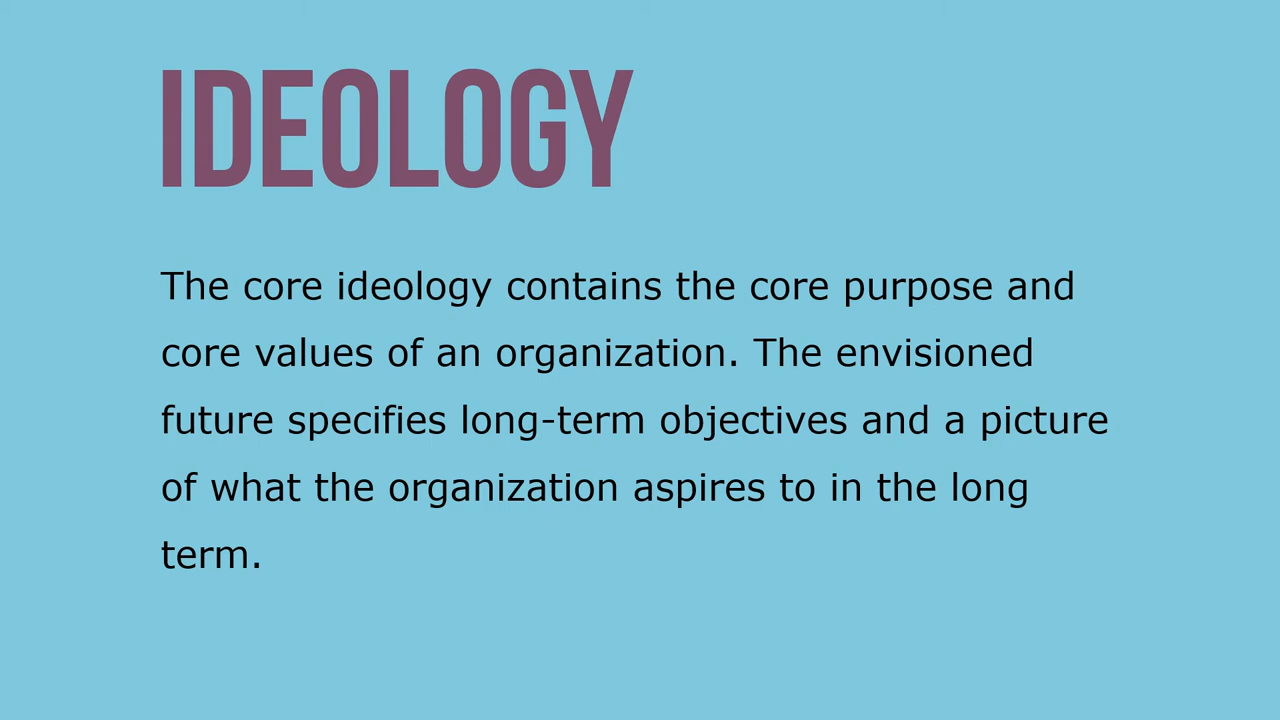 IDEOLOGY
The core ideology contains the core purpose and
core values of an organization. The envisioned
future specifies long-term objectives and a picture
of what the organization aspires to in the long
term.